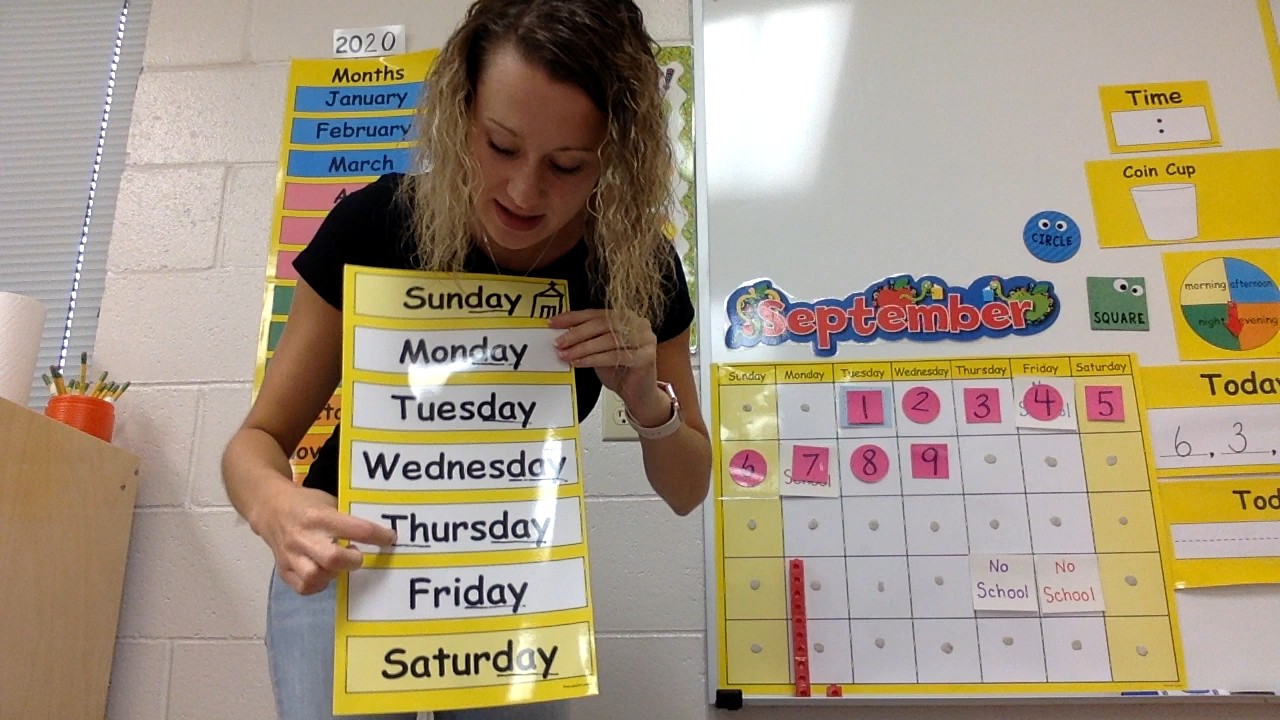 2020
Months
January
February
March
Sunday
Monday
Tuesday
Wednesday
Thursday
Friday
Saturday
Time
:
Coin Cup
CIRCLE
SQUARE
morning afternoon
night evening
September
Sunday Monday Tuesday Wednesday Thursday Friday Saturday
1 2 3 4 5
6 7 8 9
School
No School
No School
Today
6, 3,